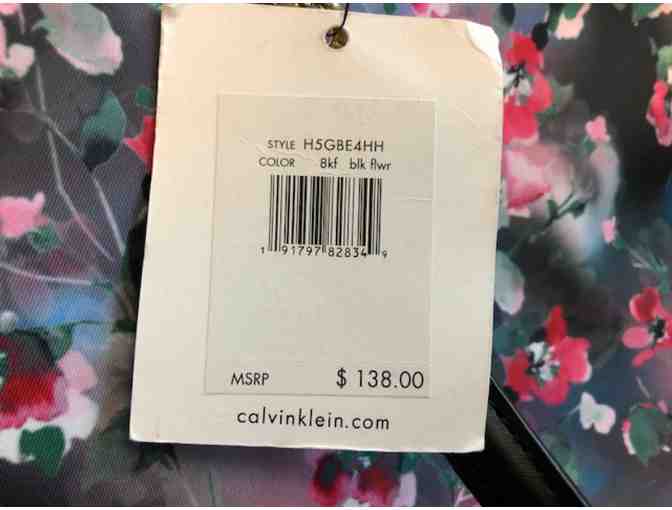 STYLE H5GBE4HH
COLOR 8kf blk flwr
1 91797 82834 9
MSRP $ 138.00
calvinklein.com